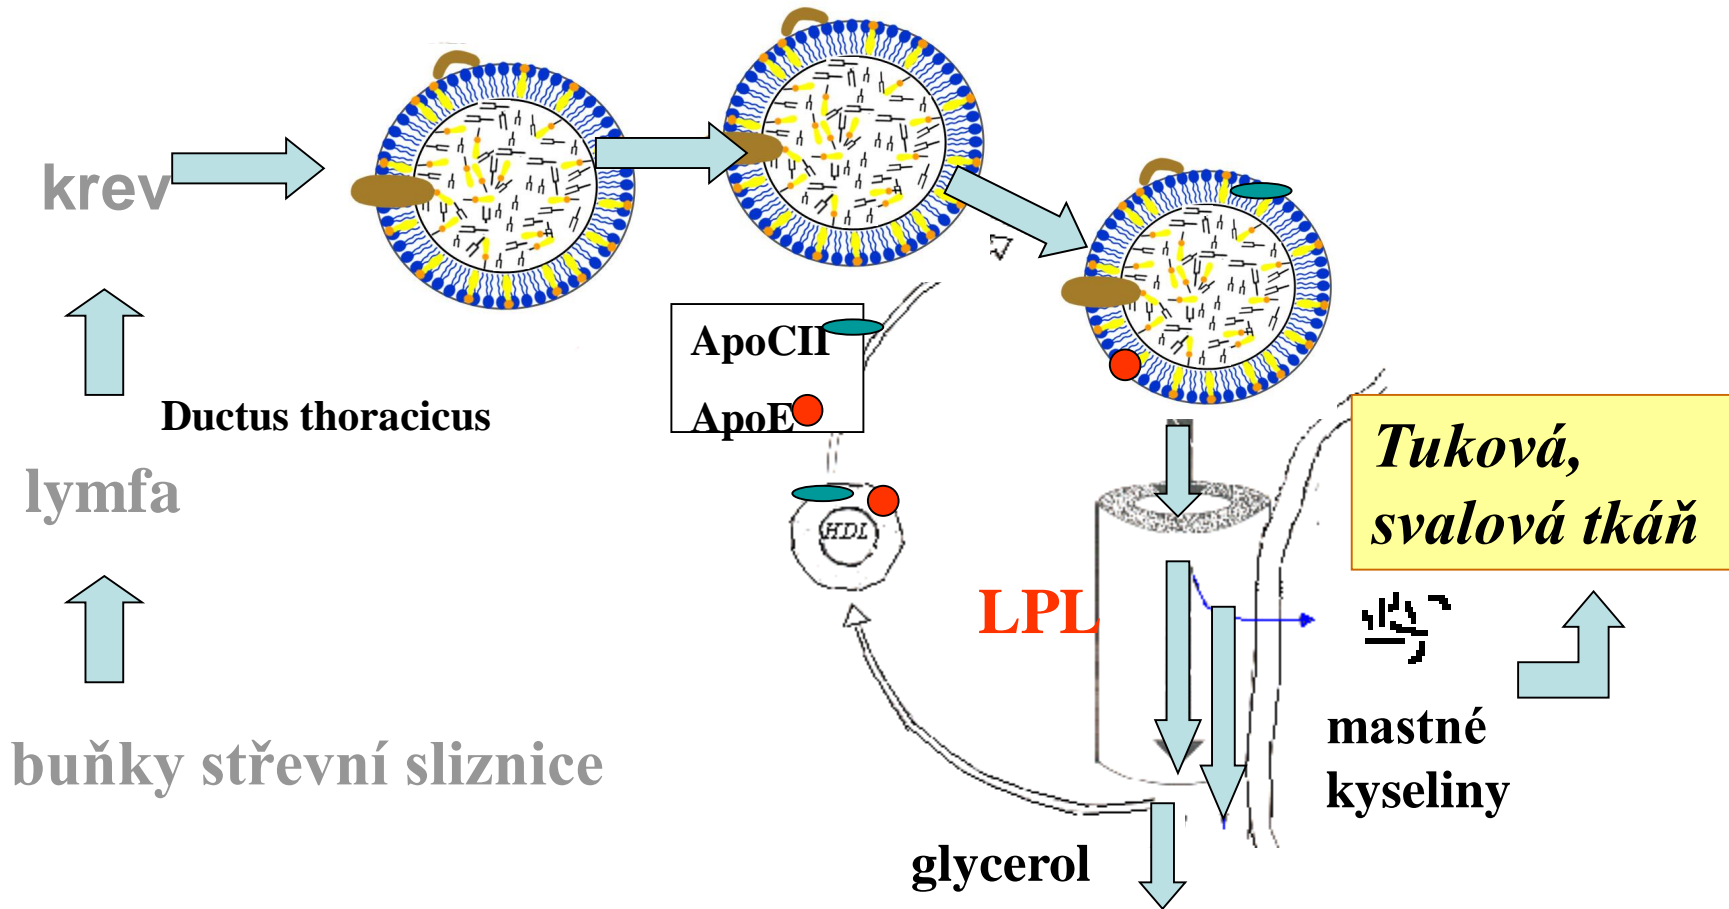 krev
ApoCII
ApoE
Ductus thoracicus
Tuková,
svalová tkáň
lymfa
HDL
LPL
mastné
kyseliny
buňky střevní sliznice
glycerol